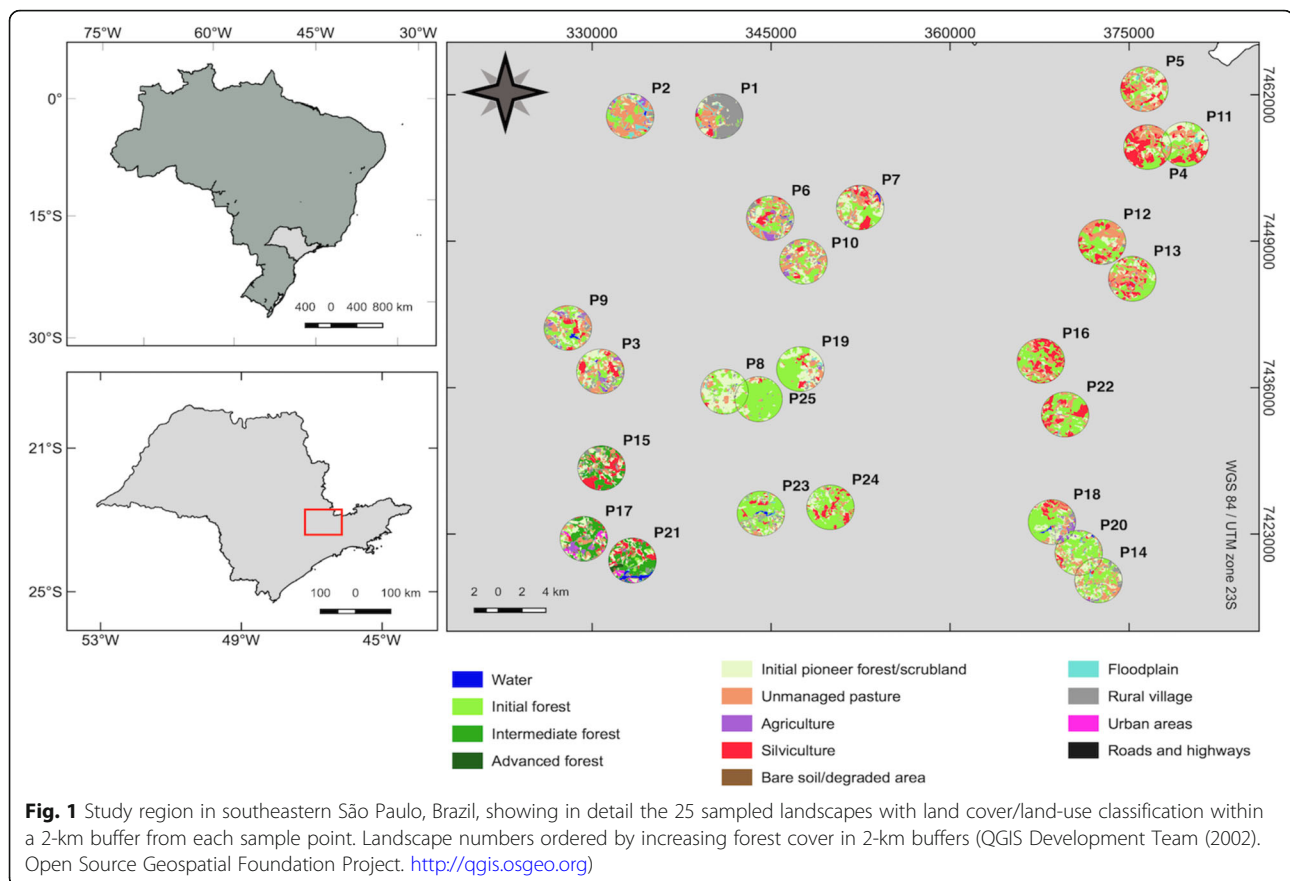 75°W 60°W 45°W 30°W
0°
15°S
30°S
400 0 400 800 km
21°S
25°S
100 0 100 km
53°W 49°W 45°W
330000 345000 360000 375000
7462000
7449000
7436000
7423000
P2 P1 P5
P11
P4
P6 P7
P10
P12
P13
P9
P3
P19
P8
P25
P16
P22
P15
P17
P21
P23 P24
P18
P20
P14
2 0 2 4 km
WGS 84 / UTM zone 23S
Water
Initial forest
Intermediate forest
Advanced forest
Initial pioneer forest/scrubland
Unmanaged pasture
Agriculture
Silviculture
Bare soil/degraded area
Floodplain
Rural village
Urban areas
Roads and highways
Fig. 1 Study region in southeastern São Paulo, Brazil, showing in detail the 25 sampled landscapes with land cover/land-use classification within
a 2-km buffer from each sample point. Landscape numbers ordered by increasing forest cover in 2-km buffers (QGIS Development Team (2002).
Open Source Geospatial Foundation Project. http://qgis.osgeo.org)